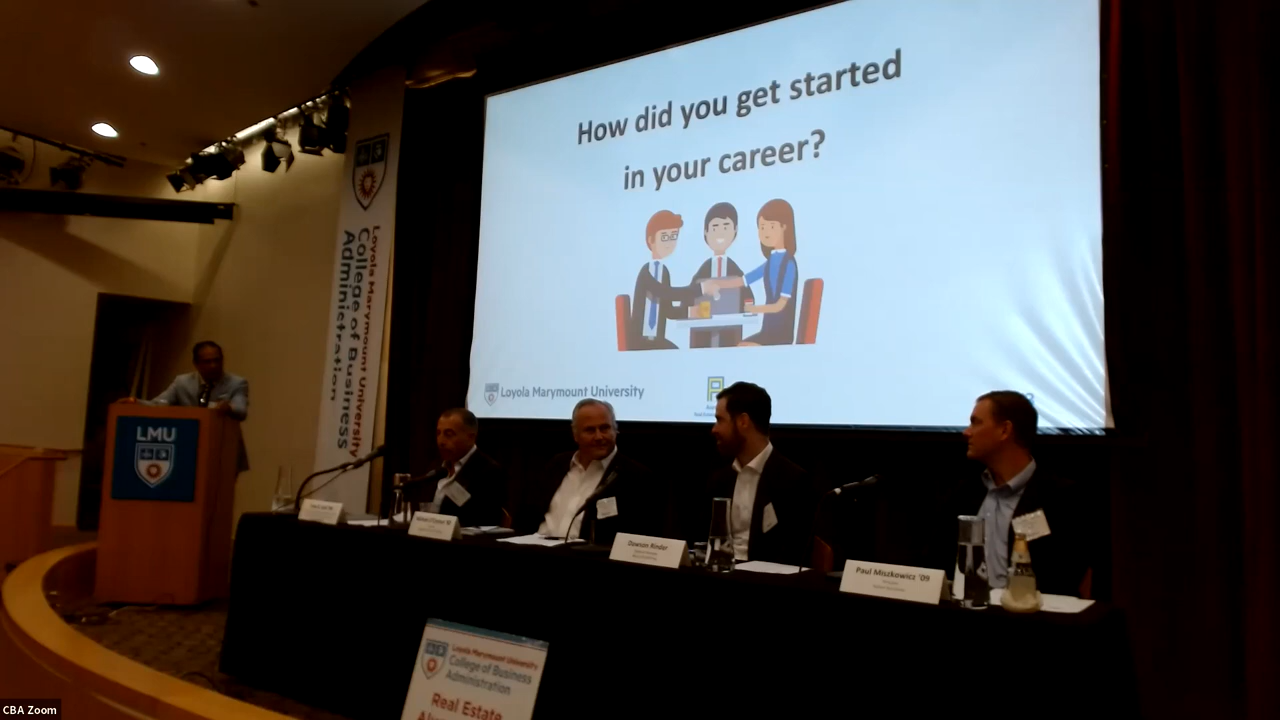 How did you get started
in your career?
Loyola Marymount University
Loyola Marymount University
College of Business
Administration
LMU
Dawson Rinder
Paul Miszkowicz '09
Loyola Marymount University
College of Business
Administration
Real Estate
CBA Zoom